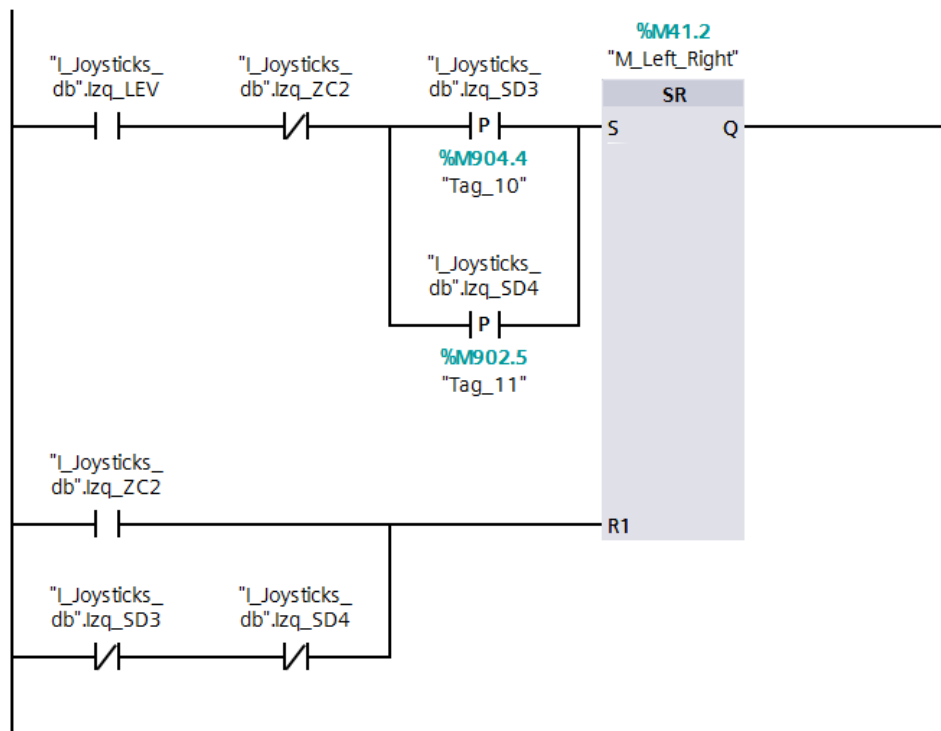 %M41.2
"M_Left_Right"
"I_Joysticks_
db".Izq_LEV
"I_Joysticks_
db".Izq_ZC2
"I_Joysticks_
db".Izq_SD3
SR
P
S
Q
%M904.4
"Tag_10"
"I_Joysticks_
db".Izq_SD4
P
%M902.5
"Tag_11"
"I_Joysticks_
db".Izq_ZC2
R1
"I_Joysticks_
db".Izq_SD3
"I_Joysticks_
db".Izq_SD4